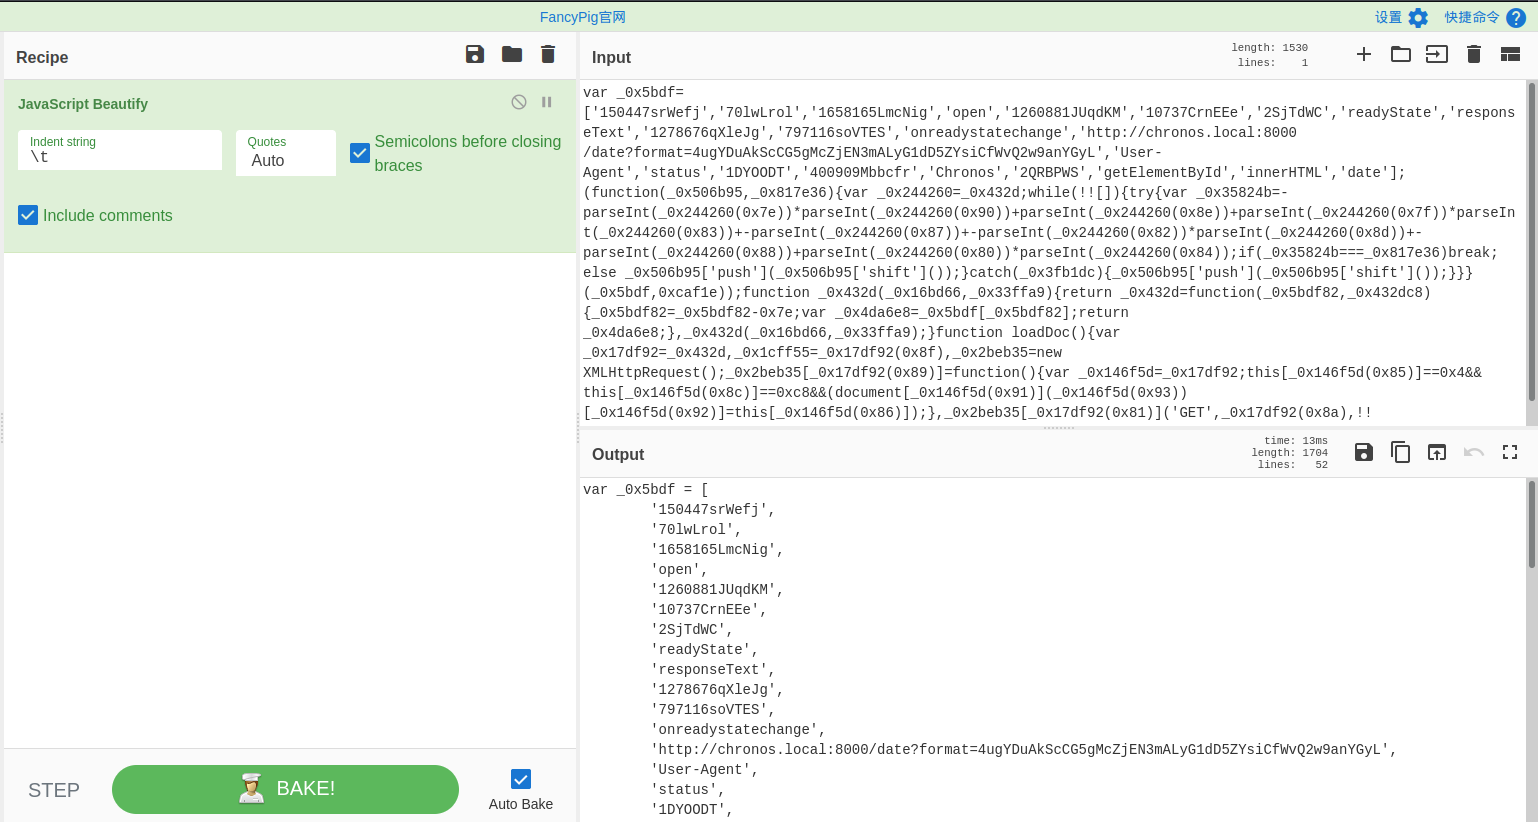 FancyPig官网
设置
快捷命令
Recipe
JavaScript Beautify
Indent string
\t
Quotes
Auto
Semicolons before closing
braces
Include comments
STEP
BAKE!
Auto Bake
Input
length: 1530
lines: 1
var _0x5bdf=
['150447srWefj','70lwLrol','1658165LmcNig','open','1260881JUqdKM','10737CrnEEe','2SjTdWC','readyState','respons
eText','1278676qXleJg','797116soVTES','onreadystatechange','http://chronos.local:8000
/date?format=4ugYDuAkScCG5gMcZjEN3mALyG1dD5ZYsiCfWvQ2w9anYGyL','User-
Agent','status','1DYOODT','400909Mbbcfr','Chronos','2QRBPWS','getElementById','innerHTML','date'];
(function(_0x506b95,_0x817e36){var _0x244260=_0x432d;while(!![]){try{var _0x35824b=-
parseInt(_0x244260(0x7e))*parseInt(_0x244260(0x90))+parseInt(_0x244260(0x8e))+parseInt(_0x244260(0x7f))*parseIn
t(_0x244260(0x83))+-parseInt(_0x244260(0x87))+-parseInt(_0x244260(0x82))*parseInt(_0x244260(0x8d))+-
parseInt(_0x244260(0x88))+parseInt(_0x244260(0x80))*parseInt(_0x244260(0x84));if(_0x35824b===_0x817e36)break;
else _0x506b95['push'](_0x506b95['shift']());}catch(_0x3fb1dc){_0x506b95['push'](_0x506b95['shift']());}}}
(_0x5bdf,0xcaf1e));function _0x432d(_0x16bd66,_0x33ffa9){return _0x432d=function(_0x5bdf82,_0x432dc8)
{_0x5bdf82=_0x5bdf82-0x7e;var _0x4da6e8=_0x5bdf[_0x5bdf82];return
_0x4da6e8;},_0x432d(_0x16bd66,_0x33ffa9);}function loadDoc(){var
_0x17df92=_0x432d,_0x1cff55=_0x17df92(0x8f),_0x2beb35=new
XMLHttpRequest();_0x2beb35[_0x17df92(0x89)]=function(){var _0x146f5d=_0x17df92;this[_0x146f5d(0x85)]==0x4&&
this[_0x146f5d(0x8c)]==0xc8&&(document[_0x146f5d(0x91)](_0x146f5d(0x93))
[_0x146f5d(0x92)]=this[_0x146f5d(0x86)]);},_0x2beb35[_0x17df92(0x81)]('GET',_0x17df92(0x8a),!!
Output
time: 13ms
length: 1704
lines: 52
var _0x5bdf = [
'150447srWefj',
'70lwLrol',
'1658165LmcNig',
'open',
'1260881JUqdKM',
'10737CrnEEe',
'2SjTdWC',
'readyState',
'responseText',
'1278676qXleJg',
'797116soVTES',
'onreadystatechange',
'http://chronos.local:8000/date?format=4ugYDuAkScCG5gMcZjEN3mALyG1dD5ZYsiCfWvQ2w9anYGyL',
'User-Agent',
'status',
'1DYOODT',